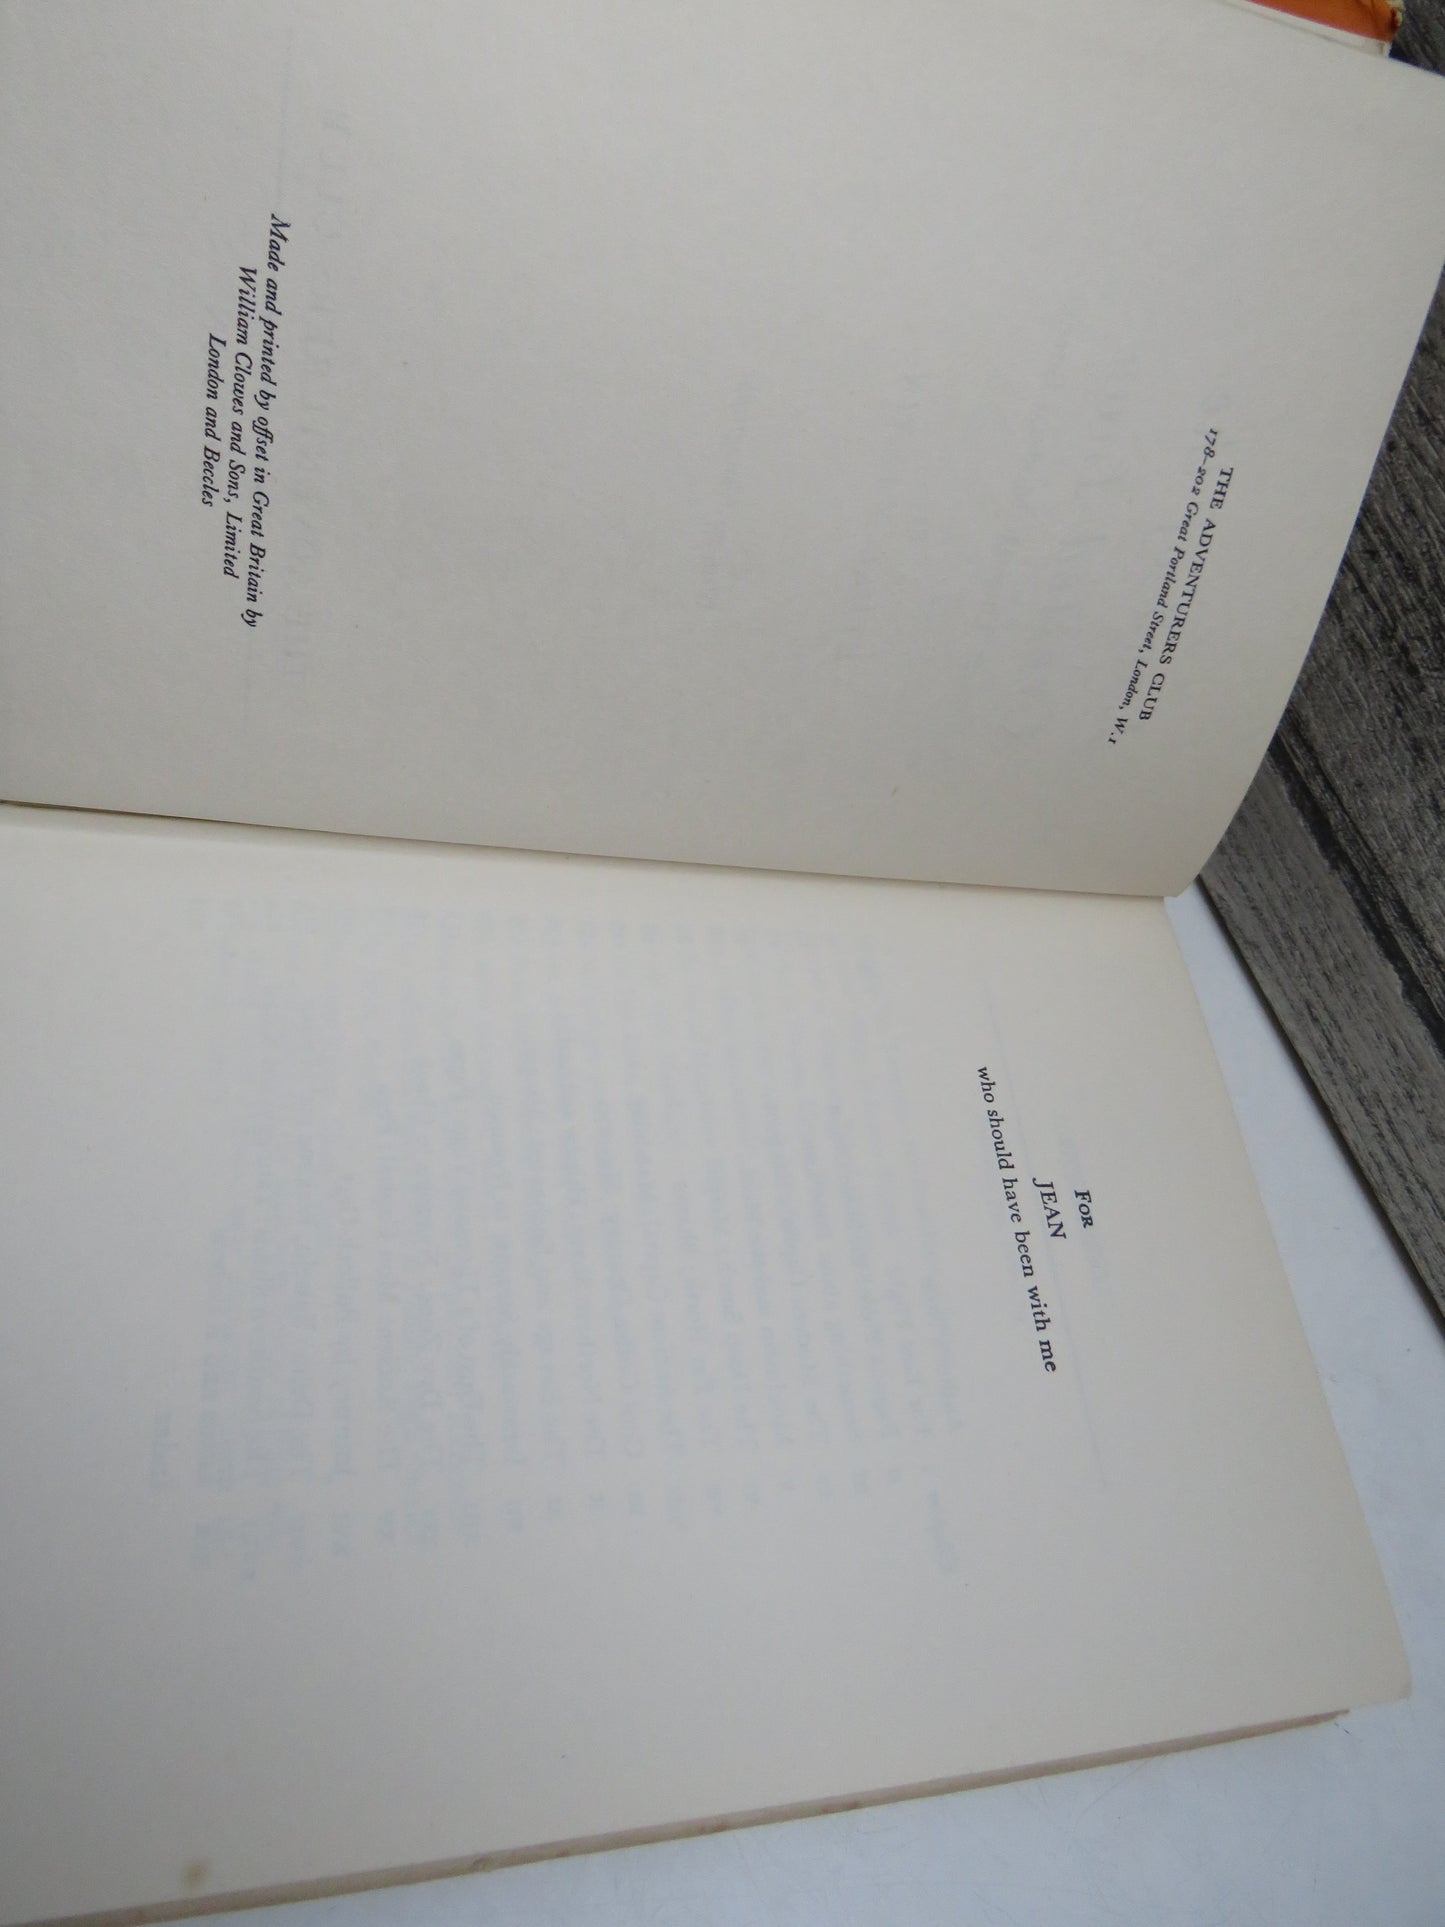 THE ADVENTURERS CLUB
178–202 Great Portland Street, London, W.1
Made and printed by offset in Great Britain by
William Clowes and Sons, Limited
London and Beccles
FOR
JEAN
who should have been with me